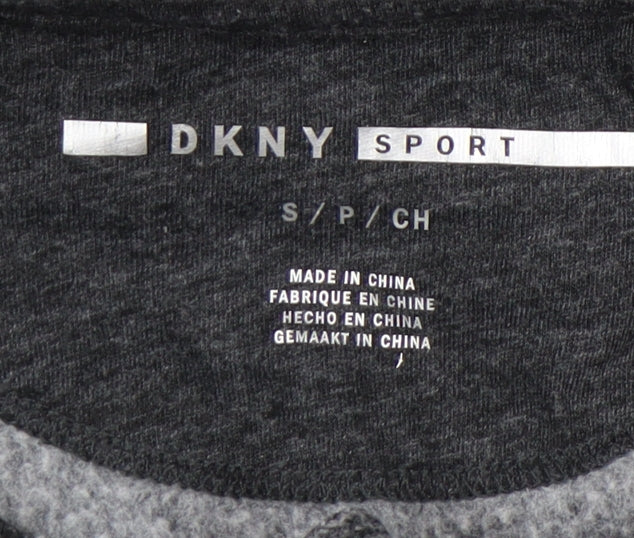 DKNY SPORT
S / P / CH
MADE IN CHINA
FABRIQUE EN CHINE
HECHO EN CHINA
GEMAAKT IN CHINA